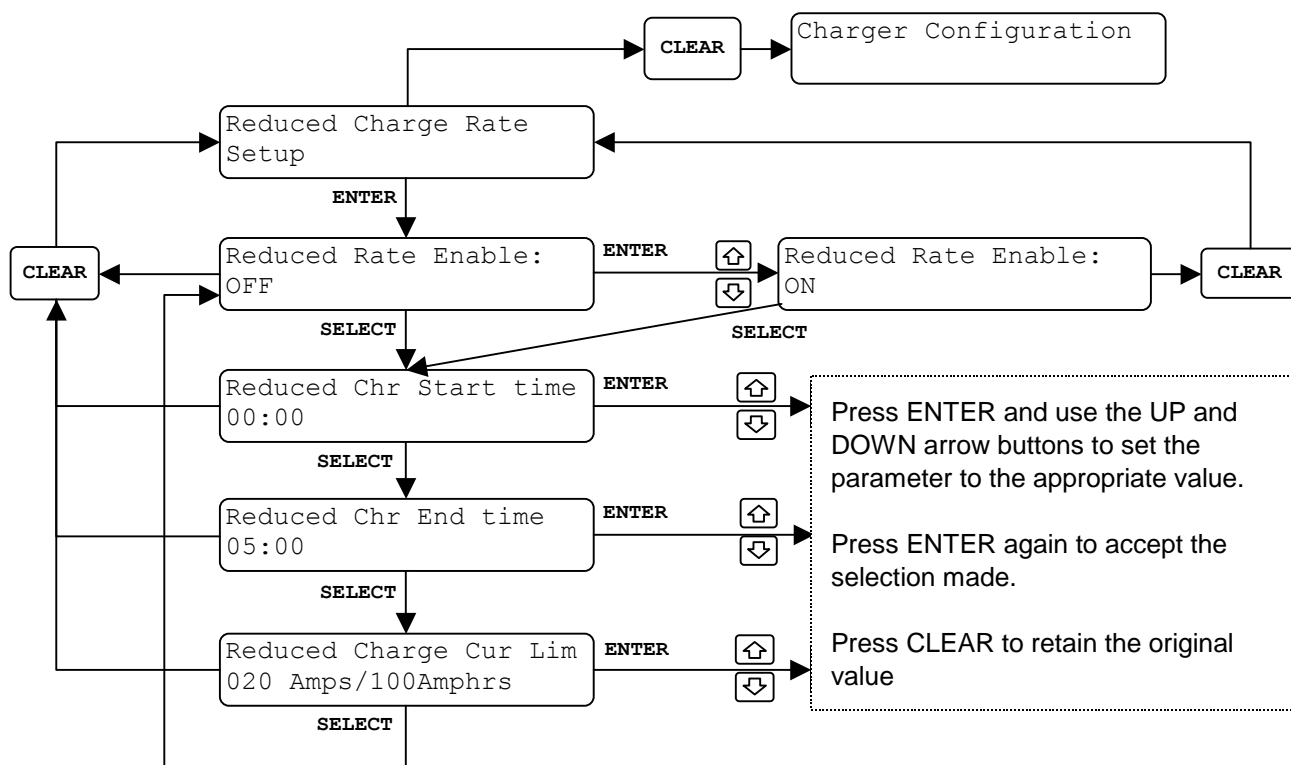 CLEAR
Charger Configuration
Reduced Charge Rate
Setup
ENTER
CLEAR
Reduced Rate Enable:
OFF
ENTER
Reduced Rate Enable:
ON
CLEAR
SELECT
SELECT
Reduced Chr Start time
00:00
ENTER
SELECT
Reduced Chr End time
05:00
ENTER
SELECT
Reduced Charge Cur Lim
020 Amps/100Amphrs
ENTER
SELECT
Press ENTER and use the UP and
DOWN arrow buttons to set the
parameter to the appropriate value.
Press ENTER again to accept the
selection made.
Press CLEAR to retain the original
value